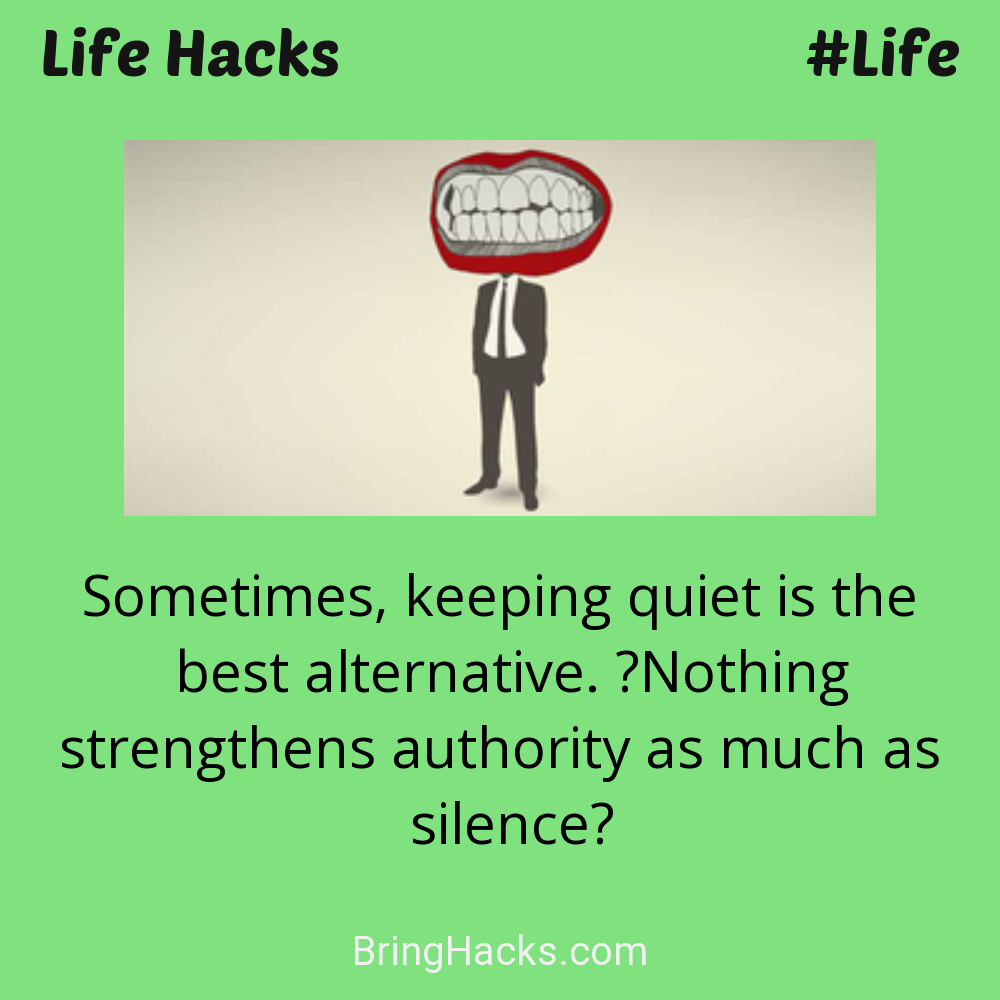 Life Hacks
#Life
Sometimes, keeping quiet is the
best alternative. ?Nothing
strengthens authority as much as
silence?
BringHacks.com